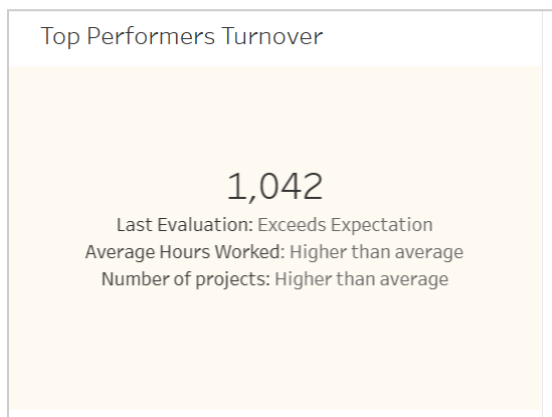 Top Performers Turnover
1,042
Last Evaluation: Exceeds Expectation
Average Hours Worked: Higher than average
Number of projects: Higher than average